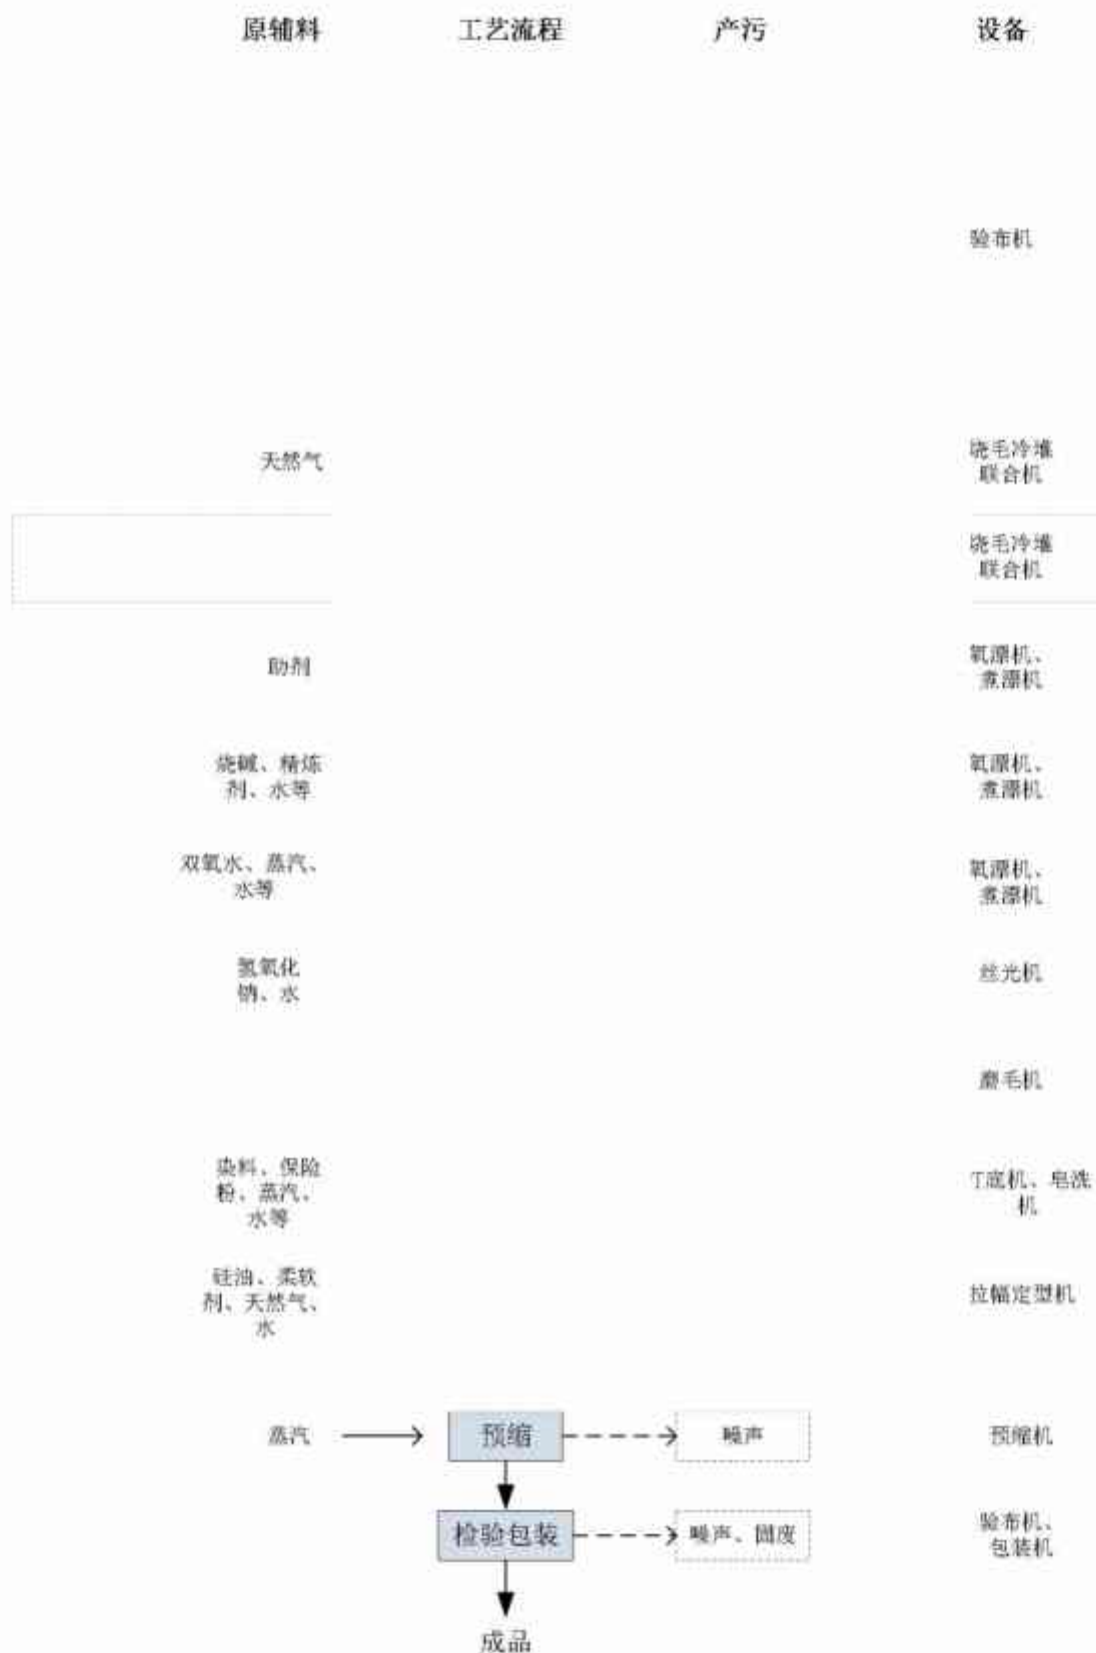 原辅料 工艺流程 产污 设备
验布机
天然气
烧毛冷堆
联合机
烧毛冷堆
联合机
助剂
氧漂机、
煮漂机
烧碱、精炼
剂、水等
氧漂机、
煮漂机
双氧水、蒸汽、
水等
氧漂机、
煮漂机
氢氧化
钠、水
丝光机
磨毛机
染料、保险
粉、蒸汽、
水等
T底机、皂洗
机
硅油、柔软
剂、天然气、
水
拉幅定型机
蒸汽 预缩 噪声 预缩机
检验包装 噪声、固废
验布机、
包装机
成品